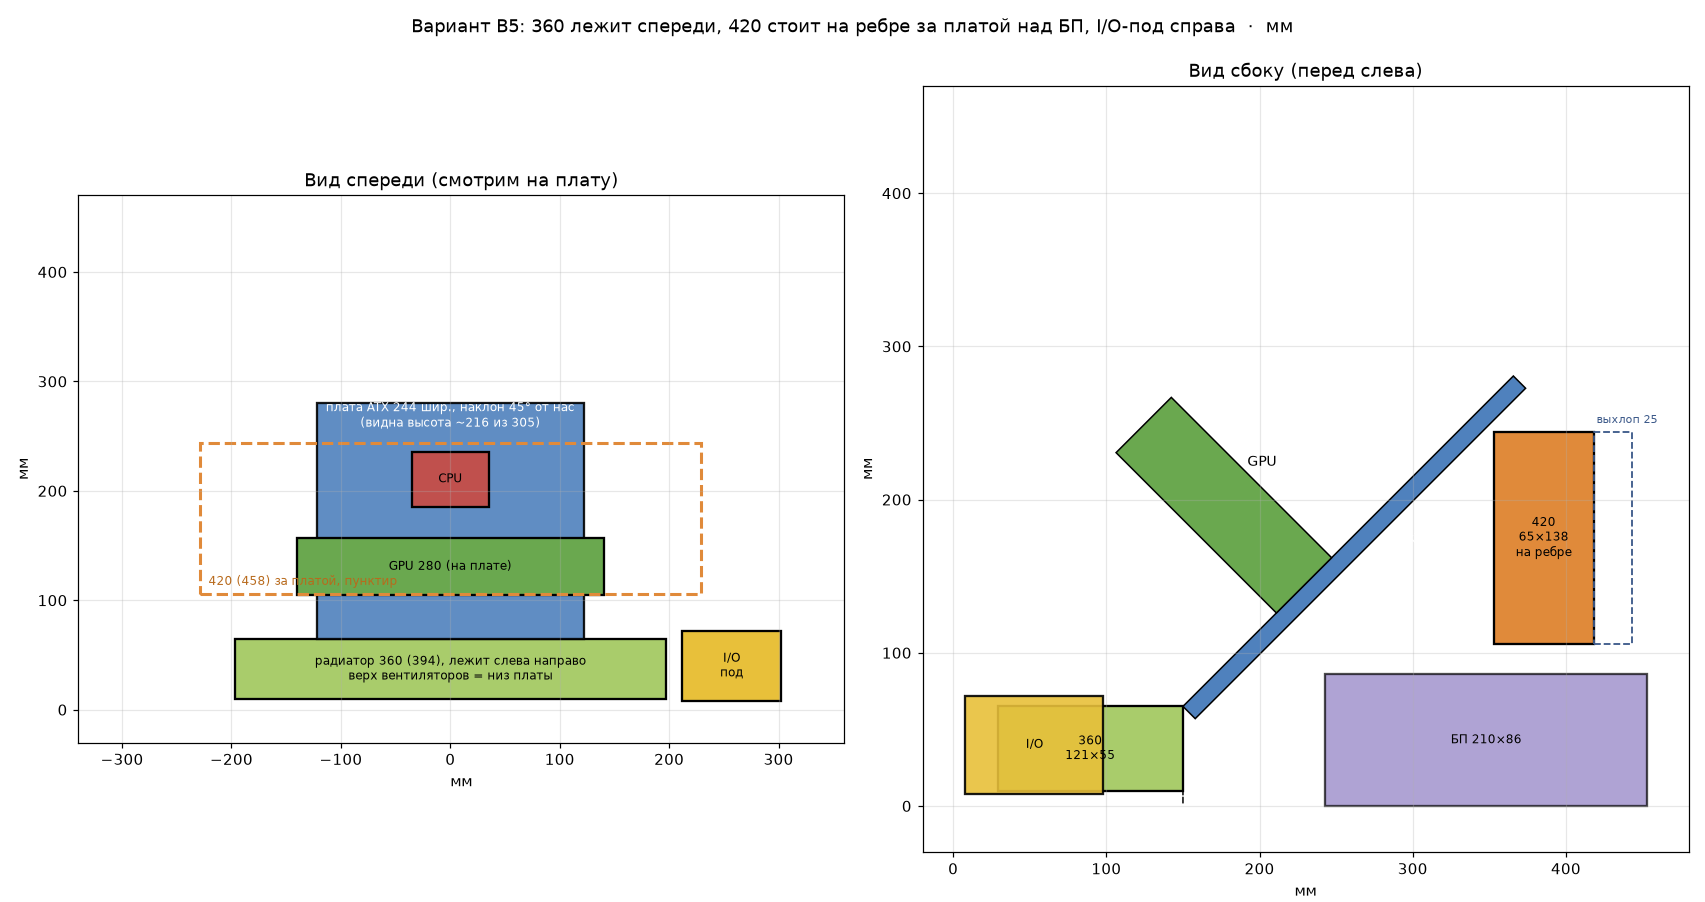 Вариант B5: 360 лежит спереди, 420 стоит на ребре за платой над БП, I/O-под справа · мм
Вид спереди (смотрим на плату)
400
300
200
100
0
мм
−300
−200
−100
0
100
200
300
мм
плата ATX 244 шир., наклон 45° от нас
(видна высота ~216 из 305)
CPU
GPU 280 (на плате)
420 (458) за платой, пунктир
радиатор 360 (394), лежит слева направо
верх вентиляторов = низ платы
I/O
под
Вид сбоку (перед слева)
400
300
200
100
0
мм
0
100
200
300
400
мм
GPU
выхлоп 25
420
65×138
на ребре
I/O
360
121×55
БП 210×86